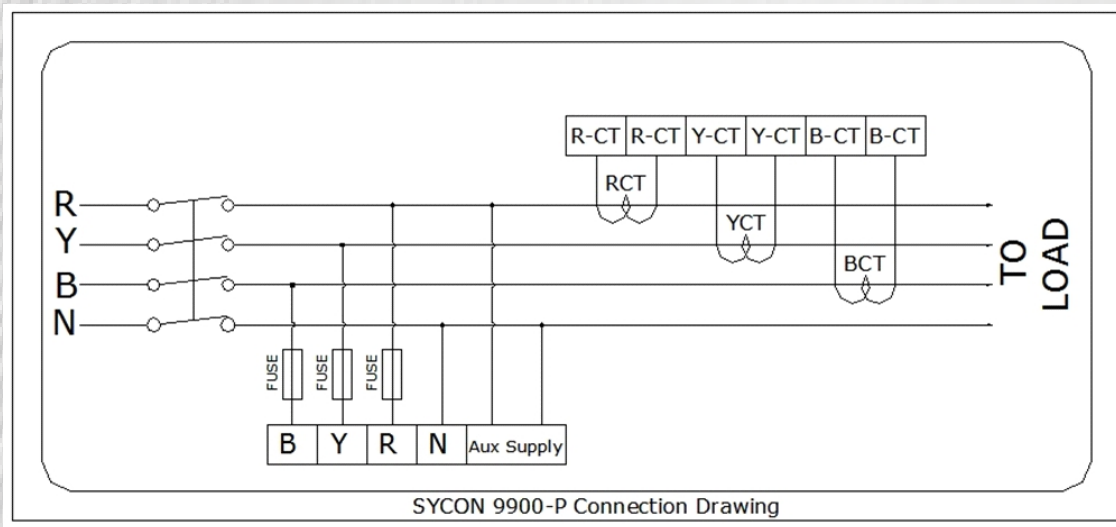 R-CT R-CT Y-CT Y-CT B-CT B-CT
RCT
R
YCT
Y
BCT
B
N
TO
LOAD
FUSE FUSE FUSE
B Y R N Aux Supply
SYCON 9900-P Connection Drawing